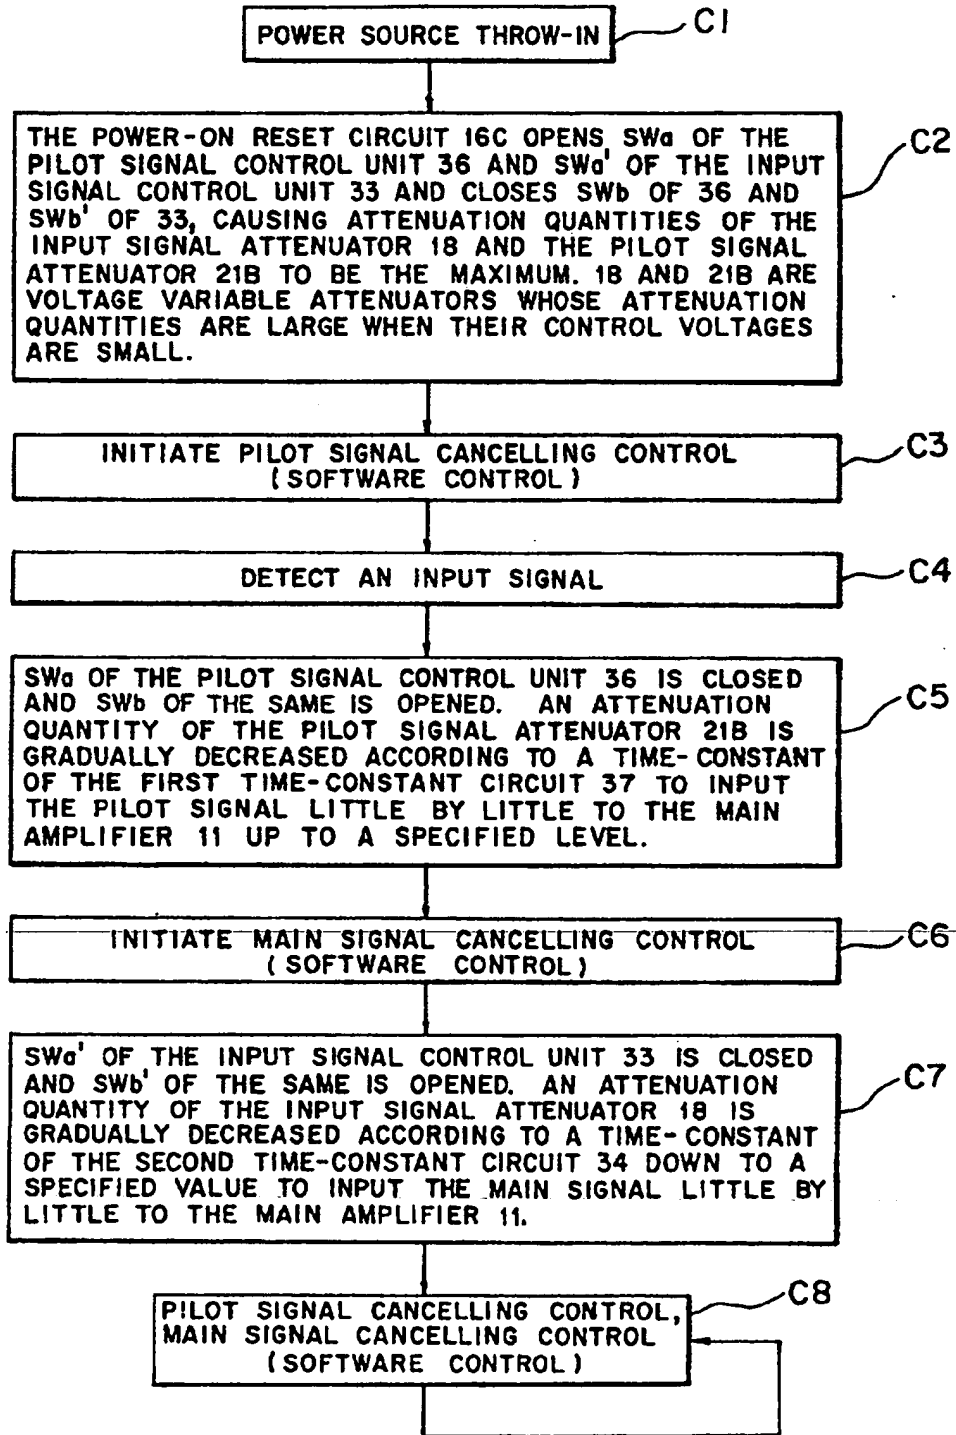 POWER SOURCE THROW-IN
C1
THE POWER-ON RESET CIRCUIT 16C OPENS SWa OF THE
PILOT SIGNAL CONTROL UNIT 36 AND SWa' OF THE INPUT
SIGNAL CONTROL UNIT 33 AND CLOSES SWb OF 36 AND
SWb' OF 33, CAUSING ATTENUATION QUANTITIES OF THE
INPUT SIGNAL ATTENUATOR 18 AND THE PILOT SIGNAL
ATTENUATOR 21B TO BE THE MAXIMUM. 18 AND 21B ARE
VOLTAGE VARIABLE ATTENUATORS WHOSE ATTENUATION
QUANTITIES ARE LARGE WHEN THEIR CONTROL VOLTAGES
ARE SMALL.
C2
INITIATE PILOT SIGNAL CANCELLING CONTROL
(SOFTWARE CONTROL)
C3
DETECT AN INPUT SIGNAL
C4
SWa OF THE PILOT SIGNAL CONTROL UNIT 36 IS CLOSED
AND SWb OF THE SAME IS OPENED. AN ATTENUATION
QUANTITY OF THE PILOT SIGNAL ATTENUATOR 21B IS
GRADUALLY DECREASED ACCORDING TO A TIME-CONSTANT
OF THE FIRST TIME-CONSTANT CIRCUIT 37 TO INPUT
THE PILOT SIGNAL LITTLE BY LITTLE TO THE MAIN
AMPLIFIER 11 UP TO A SPECIFIED LEVEL.
C5
INITIATE MAIN SIGNAL CANCELLING CONTROL
(SOFTWARE CONTROL)
C6
SWa' OF THE INPUT SIGNAL CONTROL UNIT 33 IS CLOSED
AND SWb' OF THE SAME IS OPENED. AN ATTENUATION
QUANTITY OF THE INPUT SIGNAL ATTENUATOR 18 IS
GRADUALLY DECREASED ACCORDING TO A TIME-CONSTANT
OF THE SECOND TIME-CONSTANT CIRCUIT 34 DOWN TO A
SPECIFIED VALUE TO INPUT THE MAIN SIGNAL LITTLE BY
LITTLE TO THE MAIN AMPLIFIER 11.
C7
PILOT SIGNAL CANCELLING CONTROL,
MAIN SIGNAL CANCELLING CONTROL
(SOFTWARE CONTROL)
C8